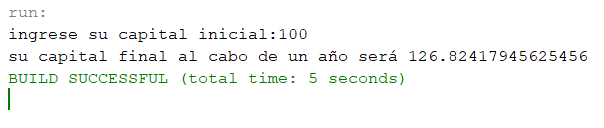 run:
ingrese su capital inicial:100
su capital final al cabo de un año será 126.82417945625456
BUILD SUCCESSFUL (total time: 5 seconds)